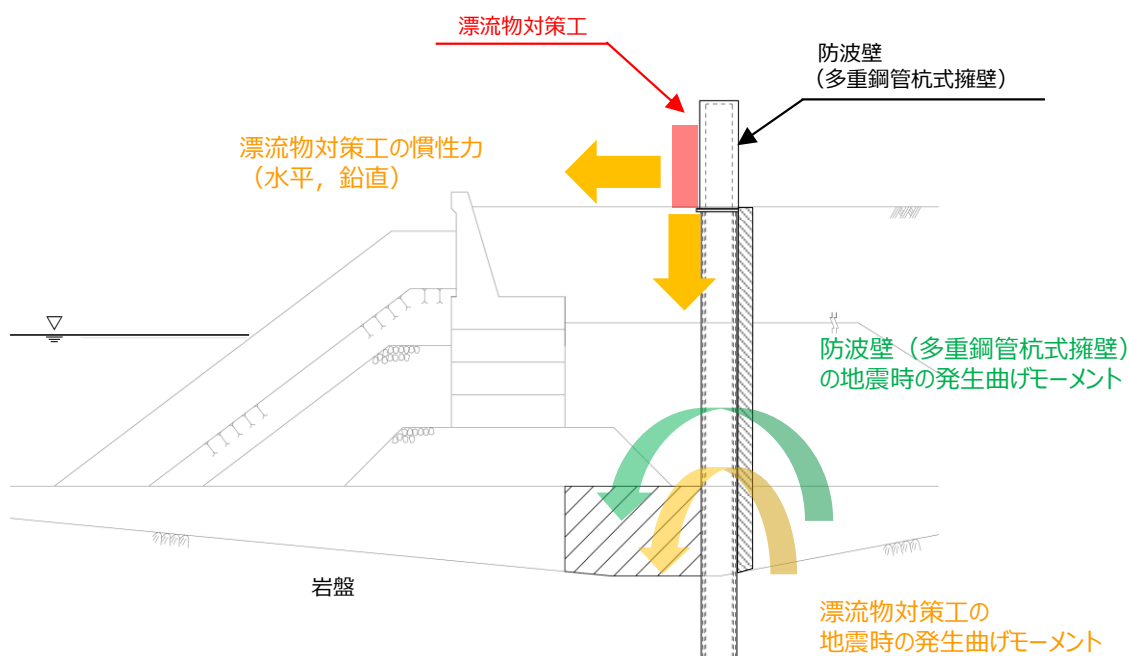 漂流物対策工
防波壁
（多重鋼管杭式擁壁）
漂流物対策工の慣性力
（水平，鉛直）
防波壁（多重鋼管杭式擁壁）
の地震時の発生曲げモーメント
岩盤
漂流物対策工の
地震時の発生曲げモーメント